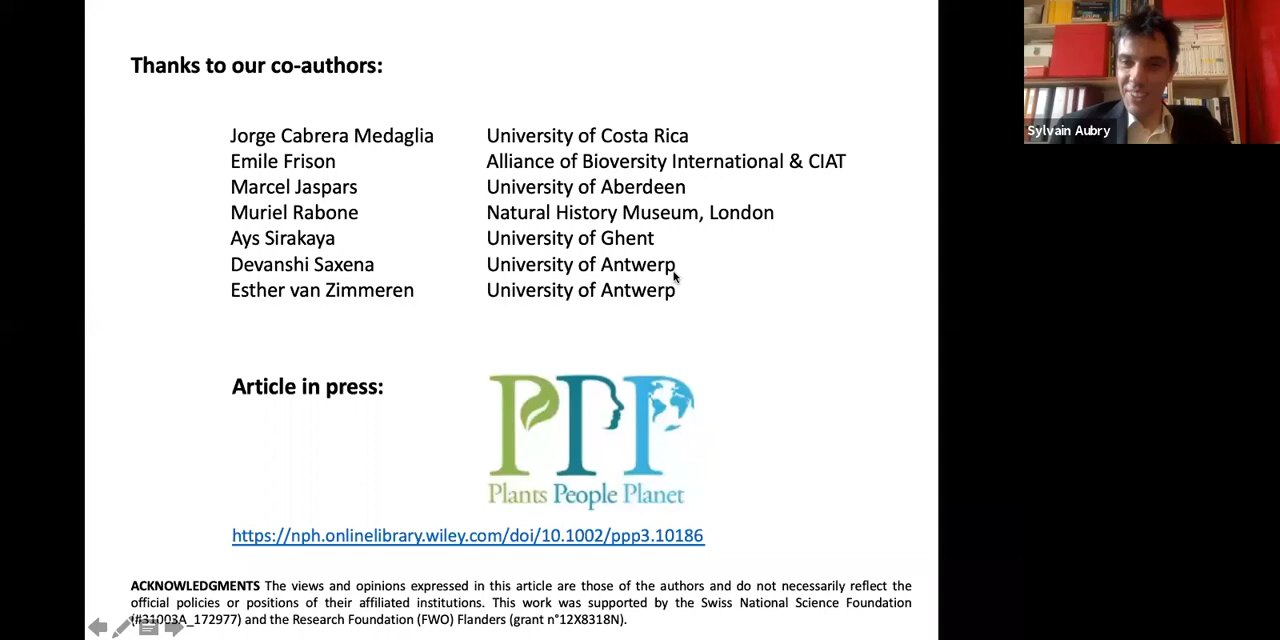 Thanks to our co-authors:
Sylvain Aubry
Jorge Cabrera Medaglia University of Costa Rica
Emile Frison Alliance of Bioversity International & CIAT
Marcel Jaspars University of Aberdeen
Muriel Rabone Natural History Museum, London
Ays Sirakaya University of Ghent
Devanshi Saxena University of Antwerp
Esther van Zimmeren University of Antwerp
Article in press:
PPP
Plants People Planet
https://nph.onlinelibrary.wiley.com/doi/10.1002/ppp3.10186
ACKNOWLEDGMENTS The views and opinions expressed in this article are those of the authors and do not necessarily reflect the
official policies or positions of their affiliated institutions. This work was supported by the Swiss National Science Foundation
(#31003A_172977) and the Research Foundation (FWO) Flanders (grant n°12X8318N).